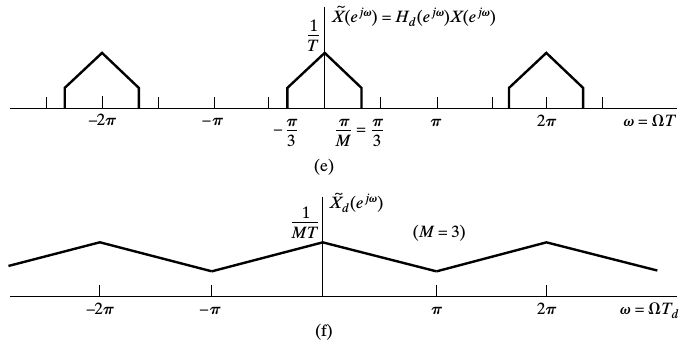 X̃(e^{jω}) = H_d(e^{jω})X(e^{jω})
1/T
−2π −π −π/3 π/M = π/3 π 2π ω = ΩT
(e)
X̃_d(e^{jω})
1/MT (M = 3)
−2π −π π 2π ω = ΩT_d
(f)